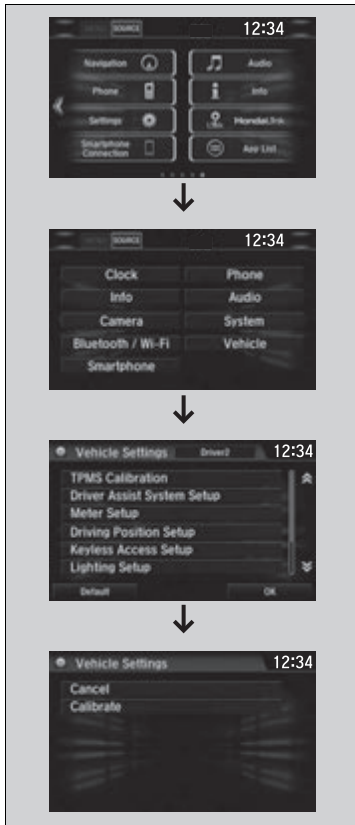 SOURCE 12:34
Navigation Audio
Phone Info
Settings HondaLink
Smartphone Connection App List
SOURCE 12:34
Clock Phone
Info Audio
Camera System
Bluetooth / Wi-Fi Vehicle
Smartphone
Vehicle Settings Driver2 12:34
TPMS Calibration
Driver Assist System Setup
Meter Setup
Driving Position Setup
Keyless Access Setup
Lighting Setup
Default OK
Vehicle Settings 12:34
Cancel
Calibrate